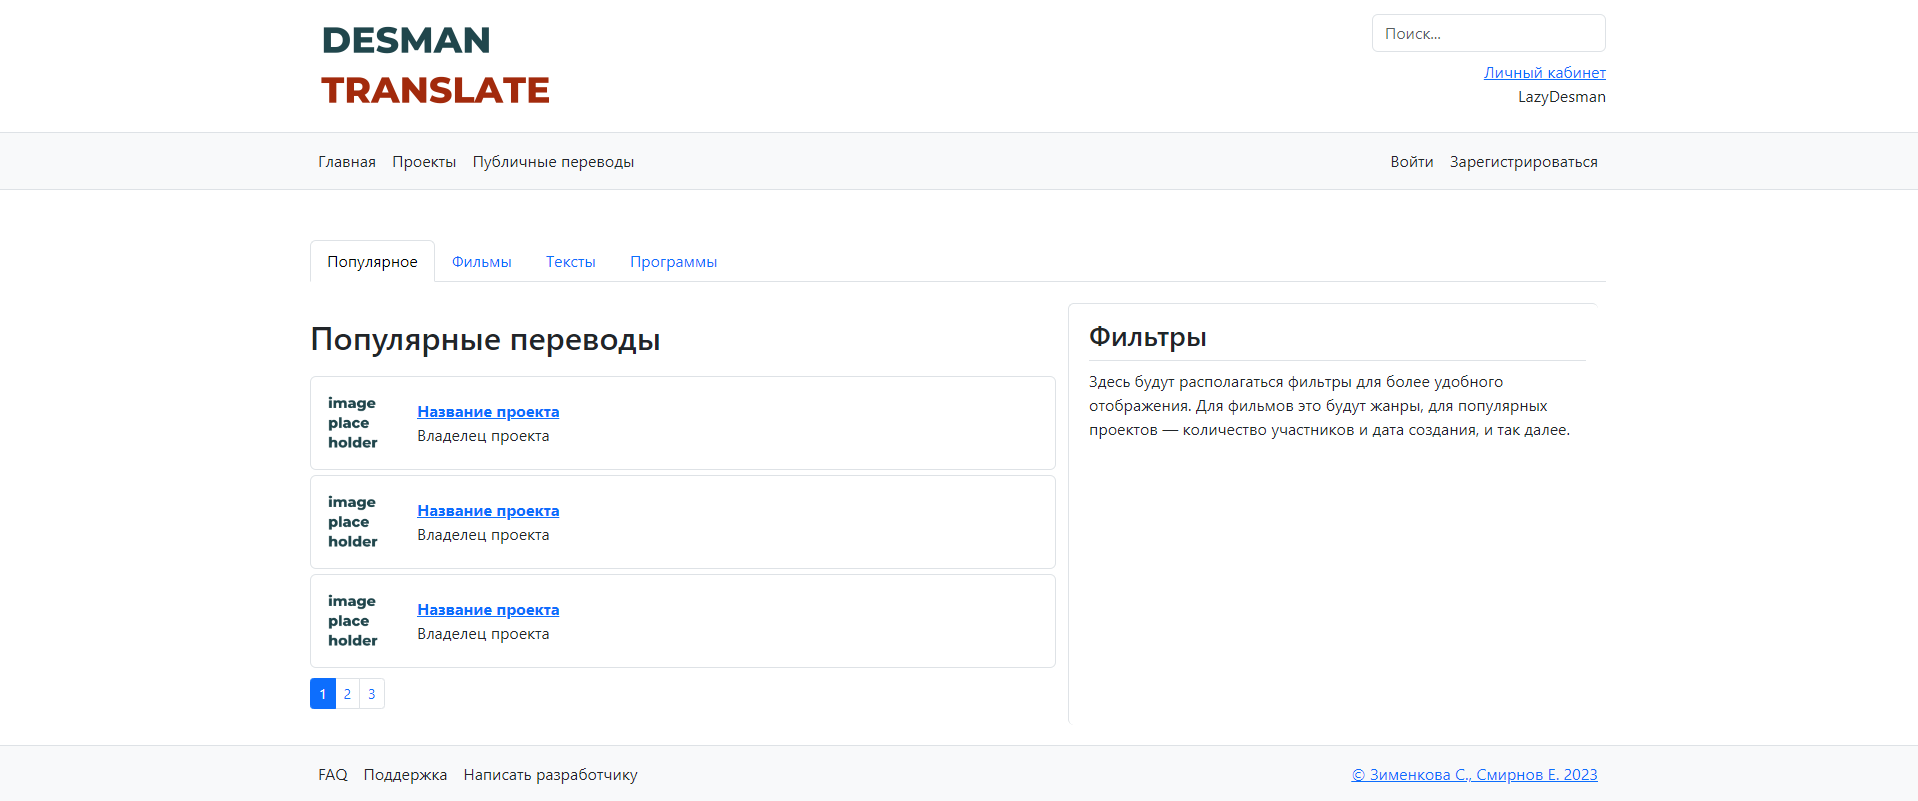 DESMAN
TRANSLATE
Поиск...
Личный кабинет
LazyDesman
Главная Проекты Публичные переводы
Войти Зарегистрироваться
Популярное Фильмы Тексты Программы
Популярные переводы
image
place
holder
Название проекта
Владелец проекта
image
place
holder
Название проекта
Владелец проекта
image
place
holder
Название проекта
Владелец проекта
1 2 3
Фильтры
Здесь будут располагаться фильтры для более удобного
отображения. Для фильмов это будут жанры, для популярных
проектов — количество участников и дата создания, и так далее.
FAQ Поддержка Написать разработчику
© Зименкова С., Смирнов Е. 2023